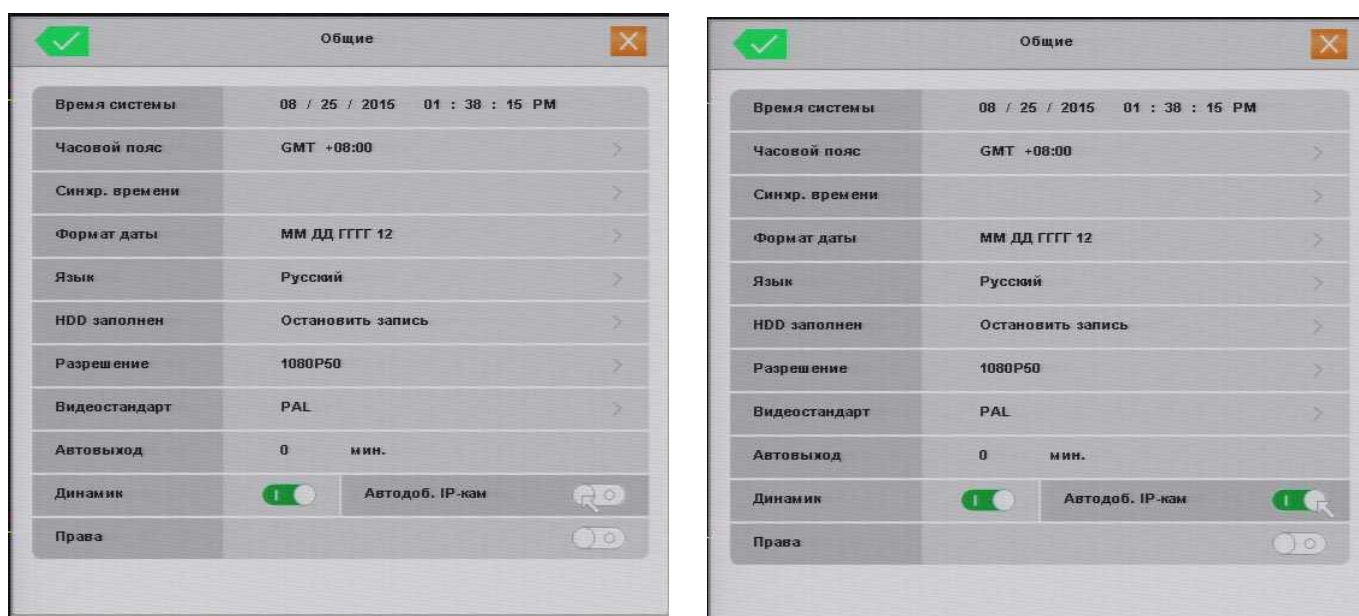 Общие
Время системы 08 / 25 / 2015 01 : 38 : 15 PM
Часовой пояс GMT +08:00
Синхр. времени
Формат даты ММ ДД ГГГГ 12
Язык Русский
HDD заполнен Остановить запись
Разрешение 1080P50
Видеостандарт PAL
Автовыход 0 мин.
Динамик Автодоб. IP-кам
Права
Общие
Время системы 08 / 25 / 2015 01 : 38 : 15 PM
Часовой пояс GMT +08:00
Синхр. времени
Формат даты ММ ДД ГГГГ 12
Язык Русский
HDD заполнен Остановить запись
Разрешение 1080P50
Видеостандарт PAL
Автовыход 0 мин.
Динамик Автодоб. IP-кам
Права